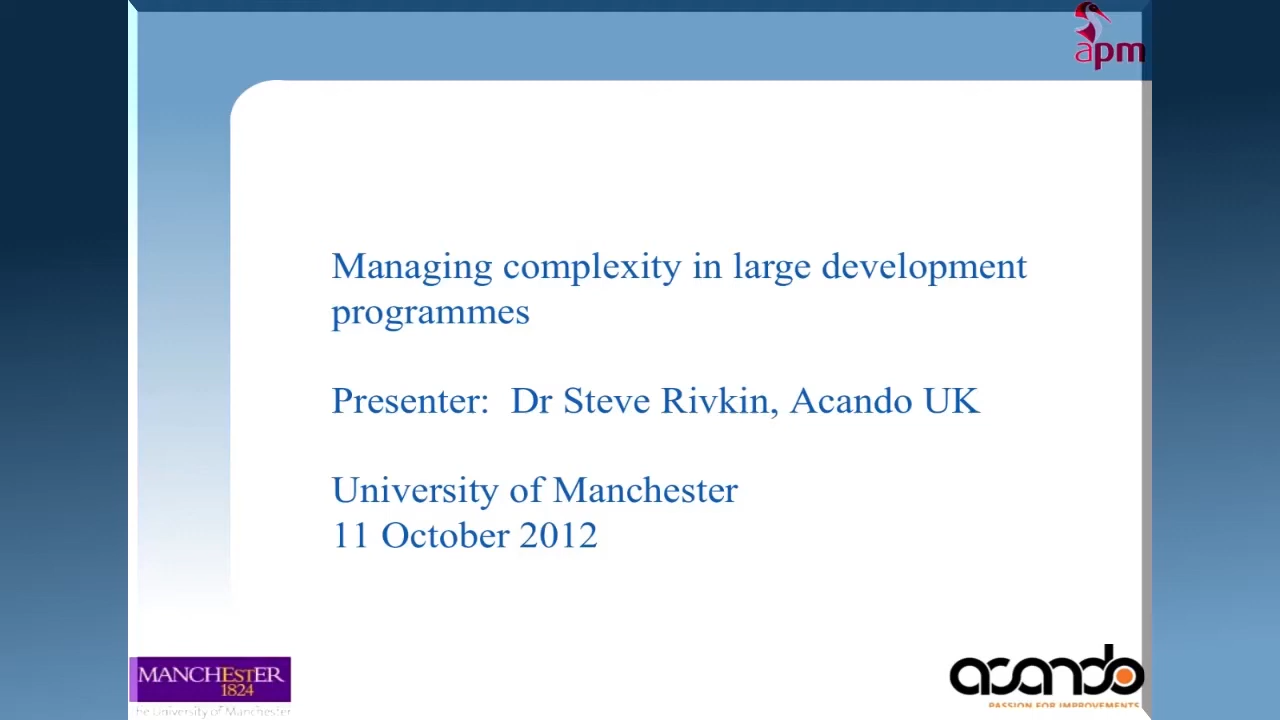 apm
Managing complexity in large development
programmes
Presenter: Dr Steve Rivkin, Acando UK
University of Manchester
11 October 2012
MANCHESTER
1824
The University of Manchester
acando
PASSION FOR IMPROVEMENTS